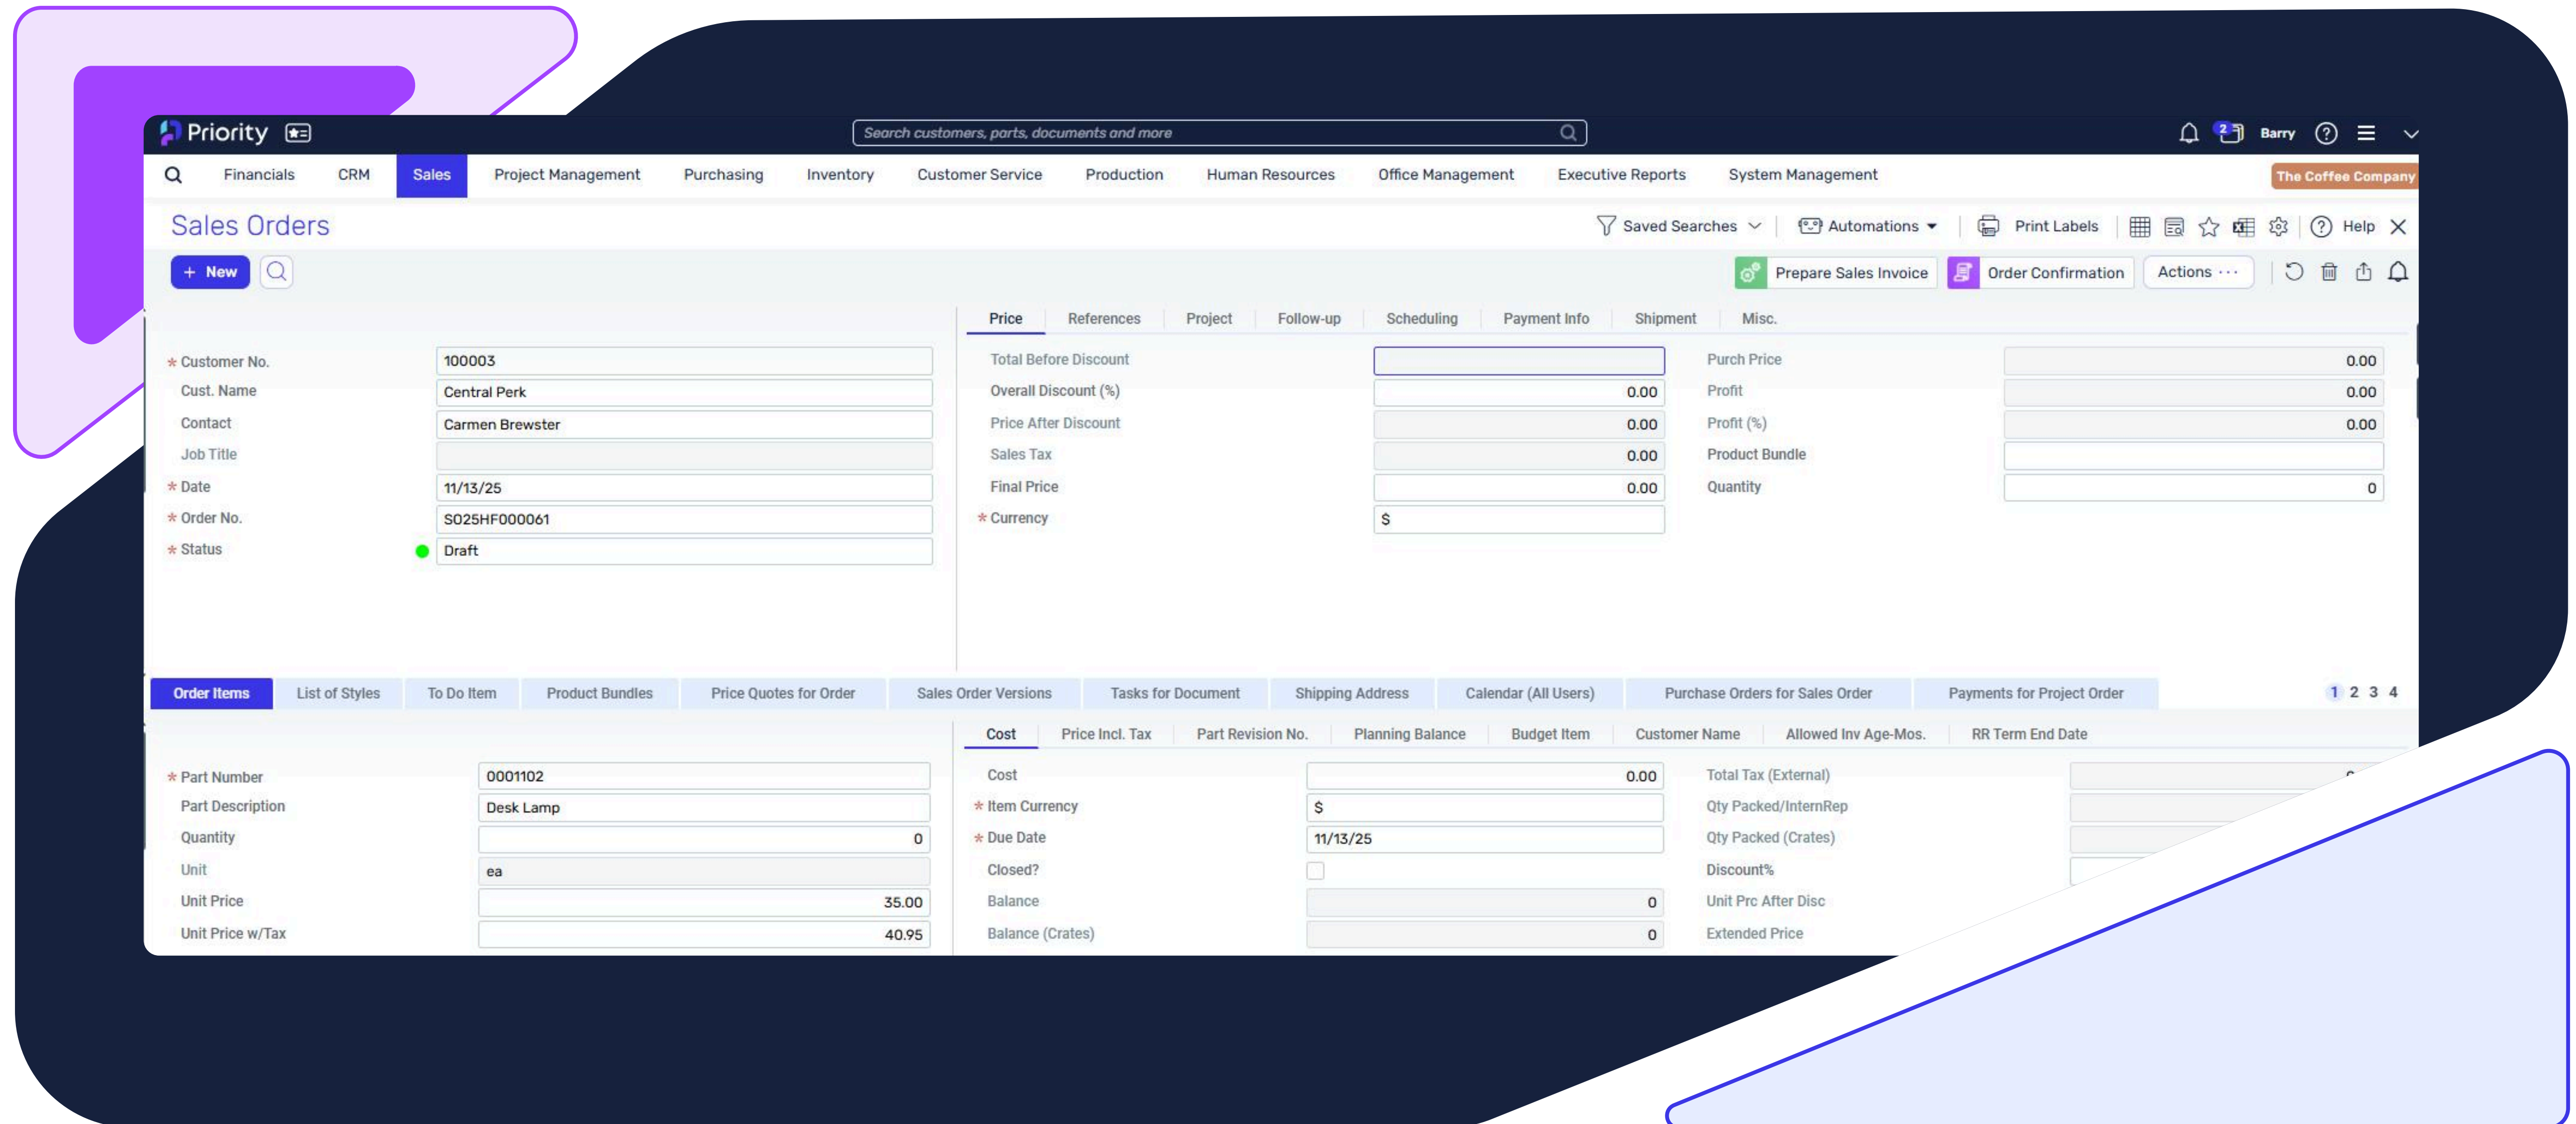 Priority
Search customers, parts, documents and more
2 Barry
Financials CRM Sales Project Management Purchasing Inventory Customer Service Production Human Resources Office Management Executive Reports System Management The Coffee Company
Sales Orders
Saved Searches Automations Print Labels Help
+ New
Prepare Sales Invoice Order Confirmation Actions ...
Price References Project Follow-up Scheduling Payment Info Shipment Misc.
* Customer No. 100003 Total Before Discount Purch Price 0.00
Cust. Name Central Perk Overall Discount (%) 0.00 Profit 0.00
Contact Carmen Brewster Price After Discount 0.00 Profit (%) 0.00
Job Title Sales Tax 0.00 Product Bundle
* Date 11/13/25 Final Price 0.00 Quantity 0
* Order No. SO25HF000061 * Currency $
* Status Draft
Order Items List of Styles To Do Item Product Bundles Price Quotes for Order Sales Order Versions Tasks for Document Shipping Address Calendar (All Users) Purchase Orders for Sales Order Payments for Project Order 1 2 3 4
Cost Price Incl. Tax Part Revision No. Planning Balance Budget Item Customer Name Allowed Inv Age-Mos. RR Term End Date
* Part Number 0001102 Cost 0.00 Total Tax (External)
Part Description Desk Lamp * Item Currency $ Qty Packed/InternRep
Quantity 0 * Due Date 11/13/25 Qty Packed (Crates)
Unit ea Closed? Discount%
Unit Price 35.00 Balance 0 Unit Prc After Disc
Unit Price w/Tax 40.95 Balance (Crates) 0 Extended Price